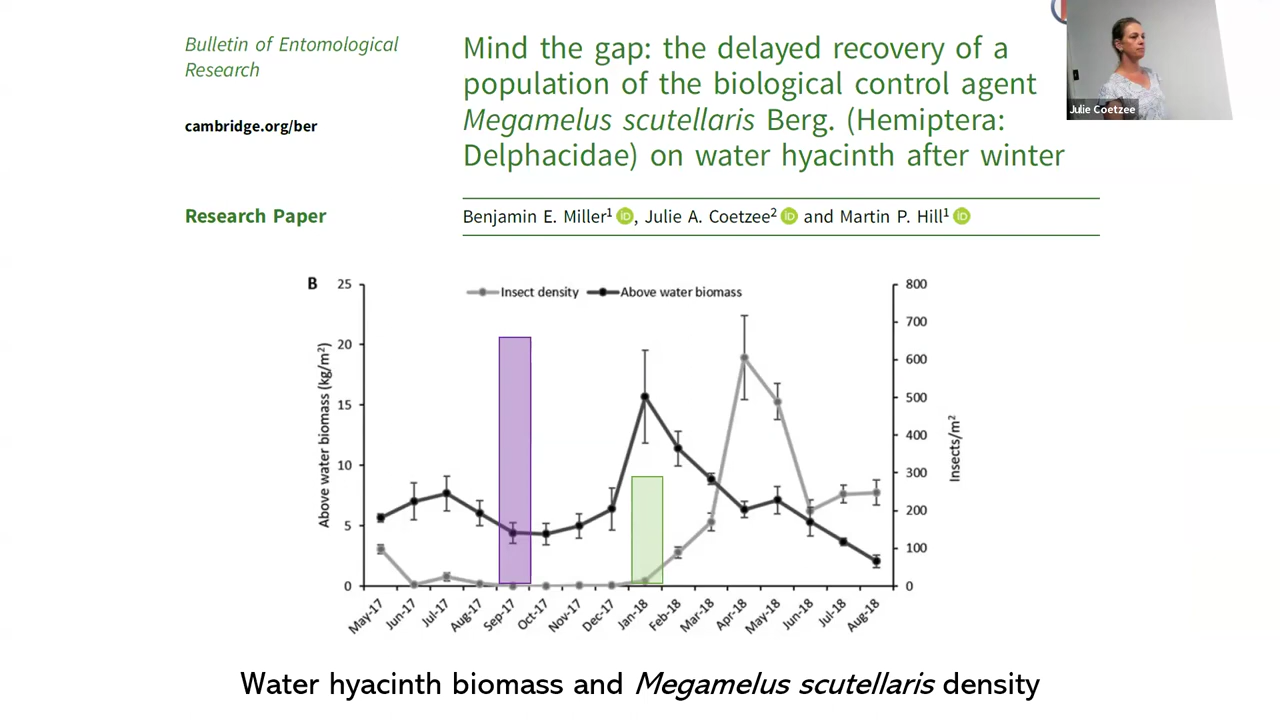 Bulletin of Entomological
Research
cambridge.org/ber
Research Paper
Mind the gap: the delayed recovery of a
population of the biological control agent
Megamelus scutellaris Berg. (Hemiptera:
Delphacidae) on water hyacinth after winter
Benjamin E. Miller¹ iD, Julie A. Coetzee² iD and Martin P. Hill¹ iD
Julie Coetzee
B
Insect density
Above water biomass
Above water biomass (kg/m²)
25
20
15
10
5
0
800
700
600
500
400
300
200
100
0
Insects/m²
May-17
Jun-17
Jul-17
Aug-17
Sep-17
Oct-17
Nov-17
Dec-17
Jan-18
Feb-18
Mar-18
Apr-18
May-18
Jun-18
Jul-18
Aug-18
Water hyacinth biomass and Megamelus scutellaris density